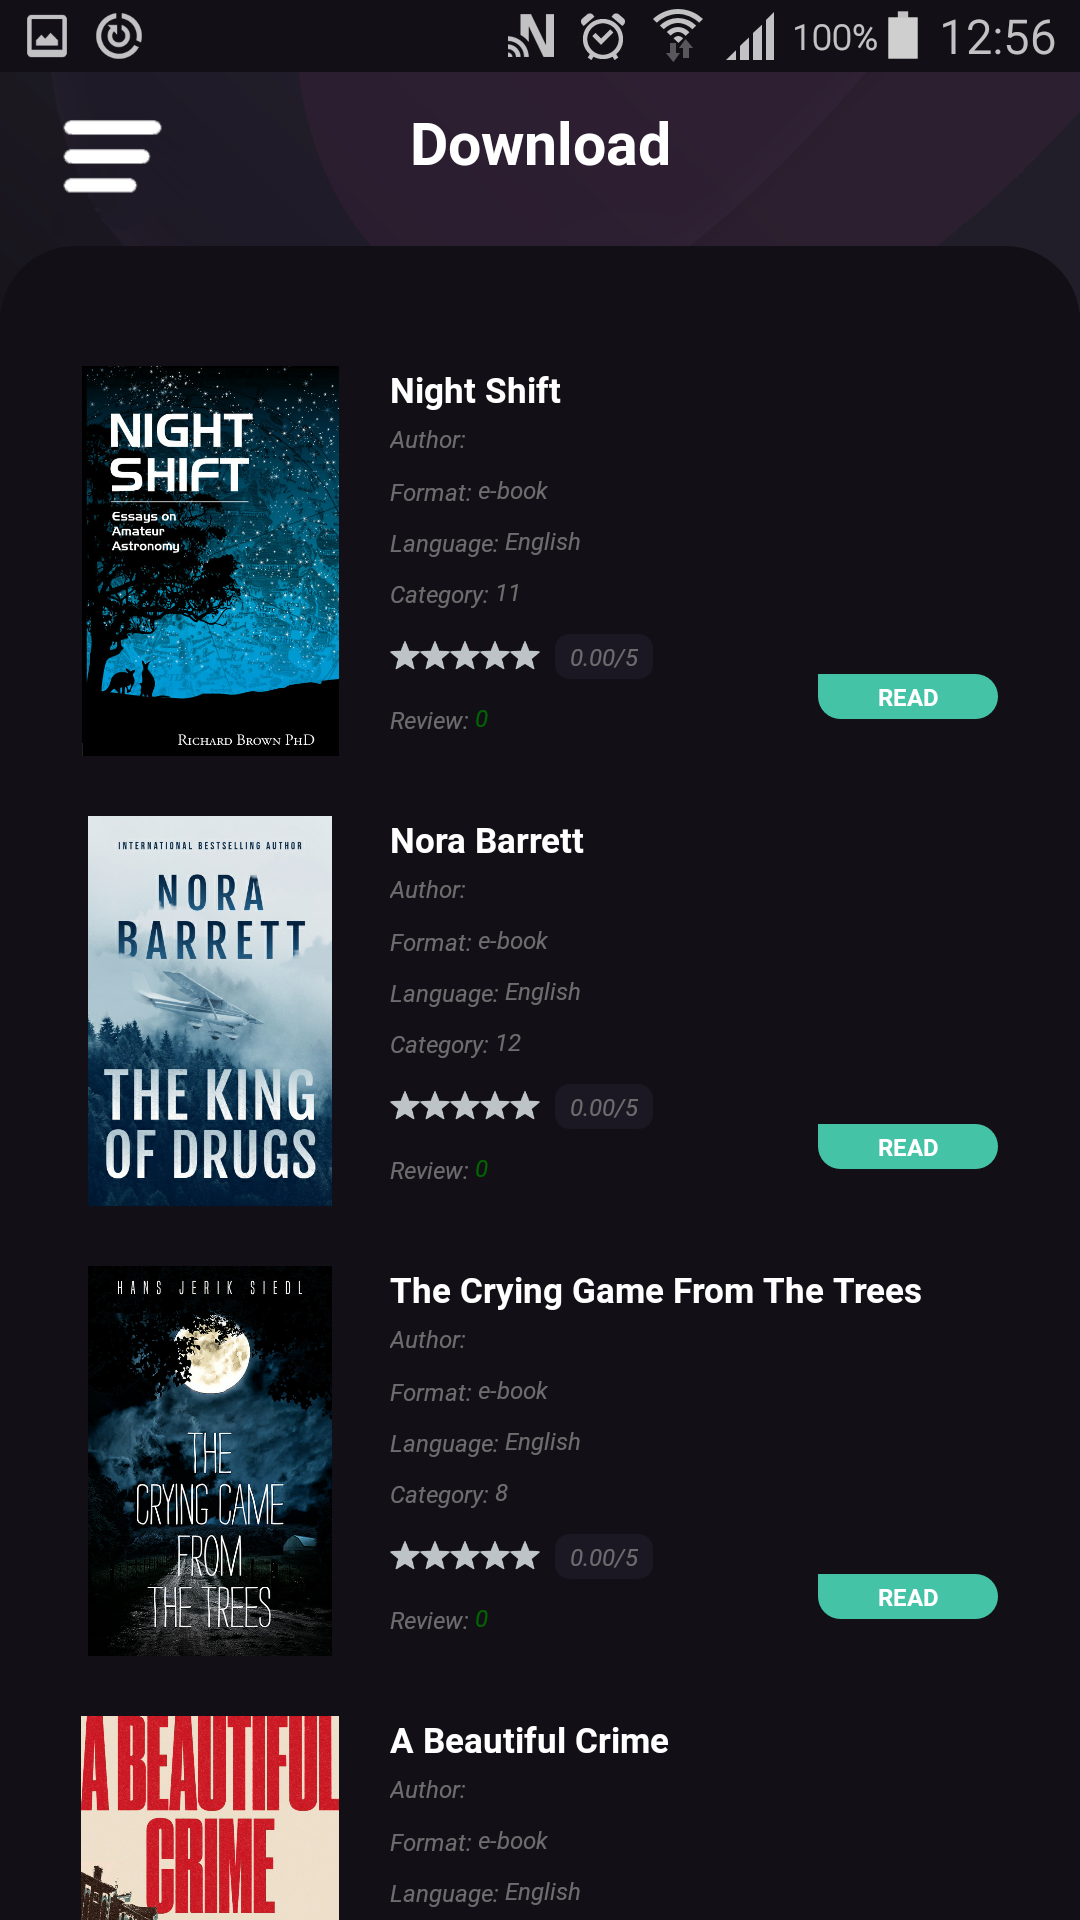 100% 12:56
Download
NIGHT
SHIFT
Essays on
Amateur
Astronomy
RICHARD BROWN PHD
Night Shift
Author:
Format: e-book
Language: English
Category: 11
0.00/5
Review: 0
READ
INTERNATIONAL BESTSELLING AUTHOR
NORA
BARRETT
THE KING
OF DRUGS
Nora Barrett
Author:
Format: e-book
Language: English
Category: 12
0.00/5
Review: 0
READ
HANS JERIK SIEDL
THE
CRYING CAME
FROM
THE TREES
The Crying Game From The Trees
Author:
Format: e-book
Language: English
Category: 8
0.00/5
Review: 0
READ
A BEAUTIFUL
CRIME
A Beautiful Crime
Author:
Format: e-book
Language: English